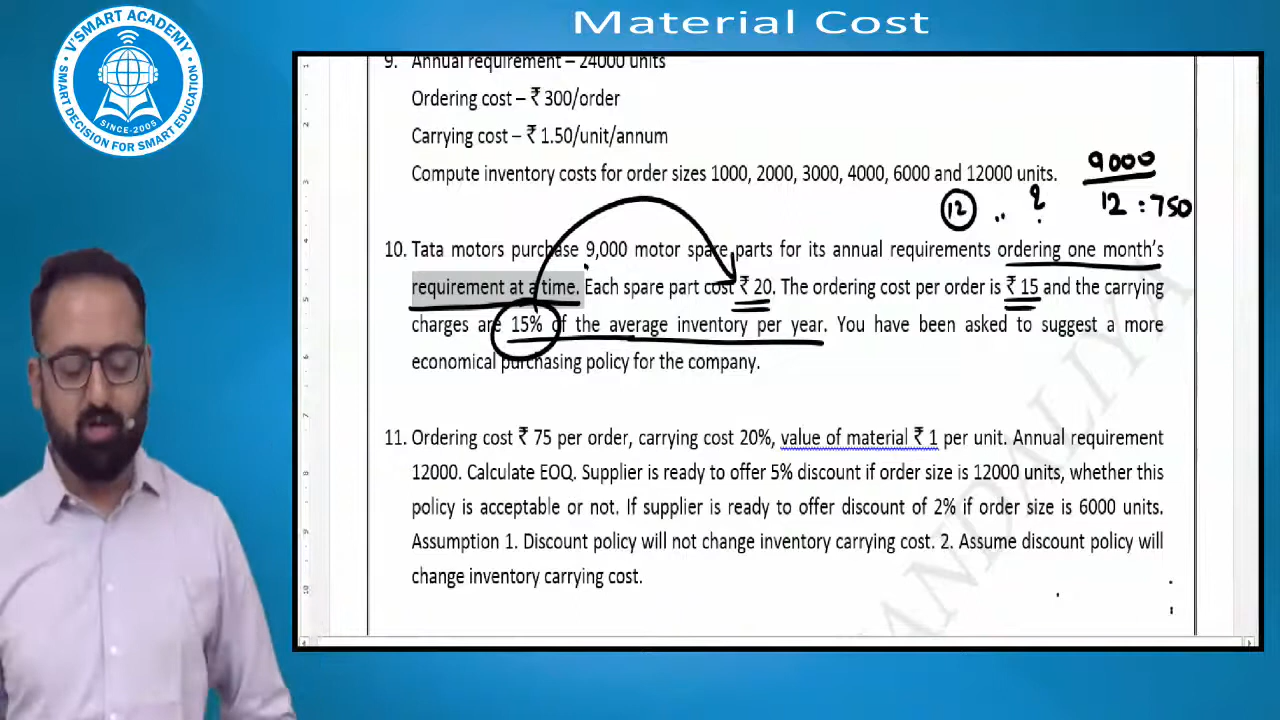 Material Cost
V'SMART ACADEMY
SINCE-2005
SMART DECISION FOR SMART EDUCATION
9. Annual requirement – 24000 units
Ordering cost – ₹ 300/order
Carrying cost – ₹ 1.50/unit/annum
Compute inventory costs for order sizes 1000, 2000, 3000, 4000, 6000 and 12000 units.
9000
12 .. ? 12 : 750
10. Tata motors purchase 9,000 motor spare parts for its annual requirements ordering one month's
requirement at a time. Each spare part cost ₹ 20. The ordering cost per order is ₹ 15 and the carrying
charges are 15% of the average inventory per year. You have been asked to suggest a more
economical purchasing policy for the company.
11. Ordering cost ₹ 75 per order, carrying cost 20%, value of material ₹ 1 per unit. Annual requirement
12000. Calculate EOQ. Supplier is ready to offer 5% discount if order size is 12000 units, whether this
policy is acceptable or not. If supplier is ready to offer discount of 2% if order size is 6000 units.
Assumption 1. Discount policy will not change inventory carrying cost. 2. Assume discount policy will
change inventory carrying cost.